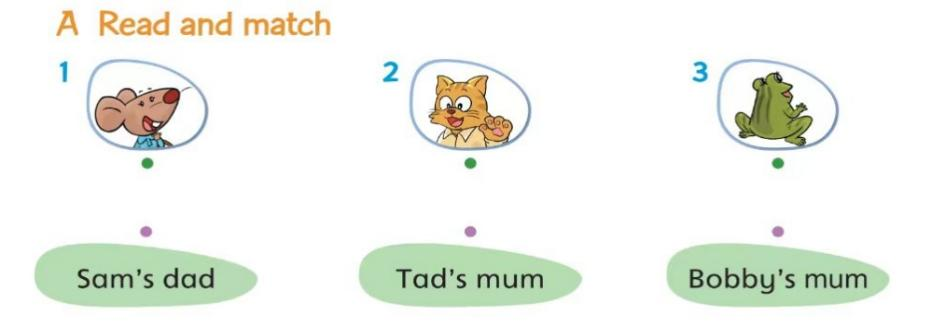 A Read and match
1
2
3
Sam's dad
Tad's mum
Bobby's mum